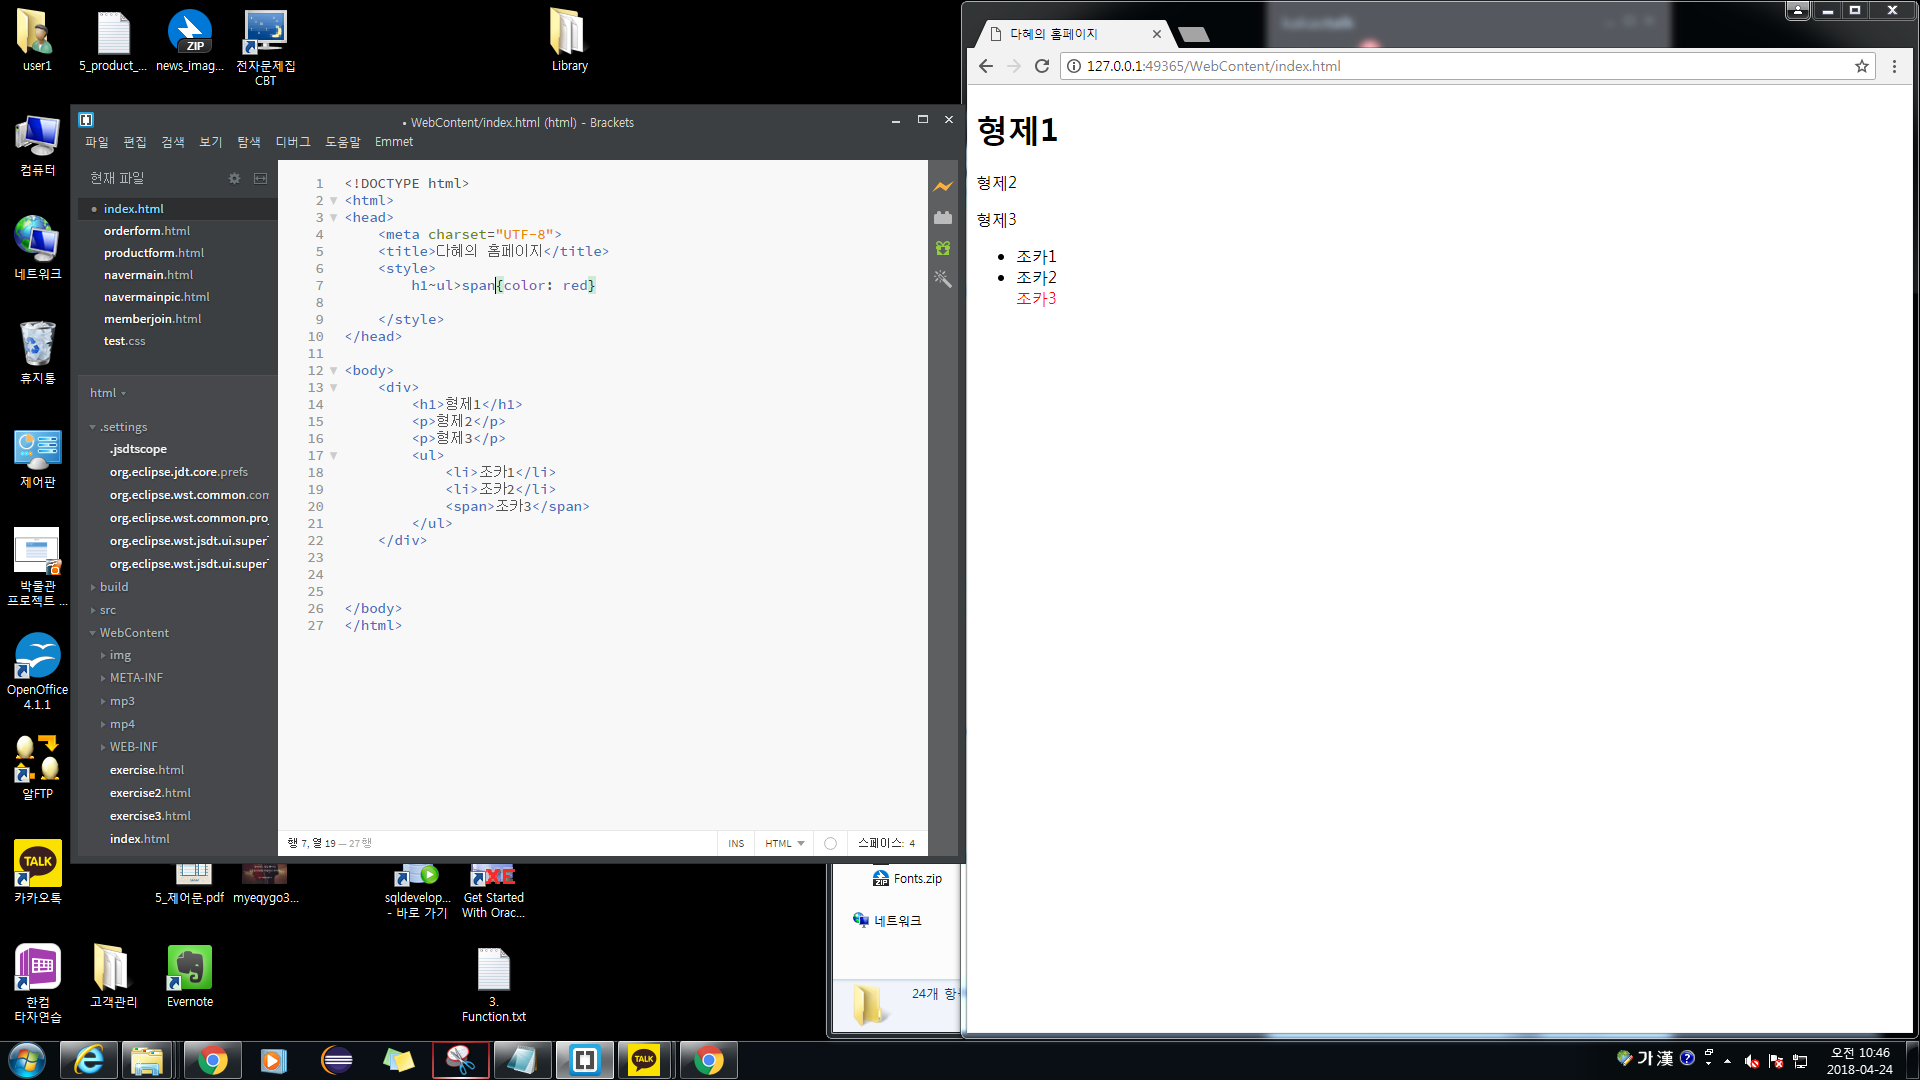 user1
5_product_...
news_imag...
전자문제집
CBT
Library
컴퓨터
네트워크
휴지통
제어판
박물관
프로젝트 ...
OpenOffice
4.1.1
알FTP
카카오톡
한컴
타자연습
고객관리
Evernote
5_제어문.pdf
myeqygo3...
sqldevelop...
- 바로 가기
Get Started
With Orac...
3.
Function.txt
• WebContent/index.html (html) - Brackets
파일 편집 검색 보기 탐색 디버그 도움말 Emmet
현재 파일
index.html
orderform.html
productform.html
navermain.html
navermainpic.html
memberjoin.html
test.css
html
.settings
.jsdtscope
org.eclipse.jdt.core.prefs
org.eclipse.wst.common.com
org.eclipse.wst.common.pro
org.eclipse.wst.jsdt.ui.super
org.eclipse.wst.jsdt.ui.super
build
src
WebContent
img
META-INF
mp3
mp4
WEB-INF
exercise.html
exercise2.html
exercise3.html
index.html
1 <!DOCTYPE html>
2 <html>
3 <head>
4 <meta charset="UTF-8">
5 <title>다혜의 홈페이지</title>
6 <style>
7 h1~ul>span{color: red}
8
9 </style>
10 </head>
11
12 <body>
13 <div>
14 <h1>형제1</h1>
15 <p>형제2</p>
16 <p>형제3</p>
17 <ul>
18 <li>조카1</li>
19 <li>조카2</li>
20 <span>조카3</span>
21 </ul>
22 </div>
23
24
25
26 </body>
27 </html>
행 7, 열 19 — 27 행
INS HTML 스페이스: 4
Fonts.zip
네트워크
24개 항
다혜의 홈페이지
127.0.0.1:49365/WebContent/index.html
형제1
형제2
형제3
• 조카1
• 조카2
조카3
ZIP
TALK
가 漢
오전 10:46
2018-04-24